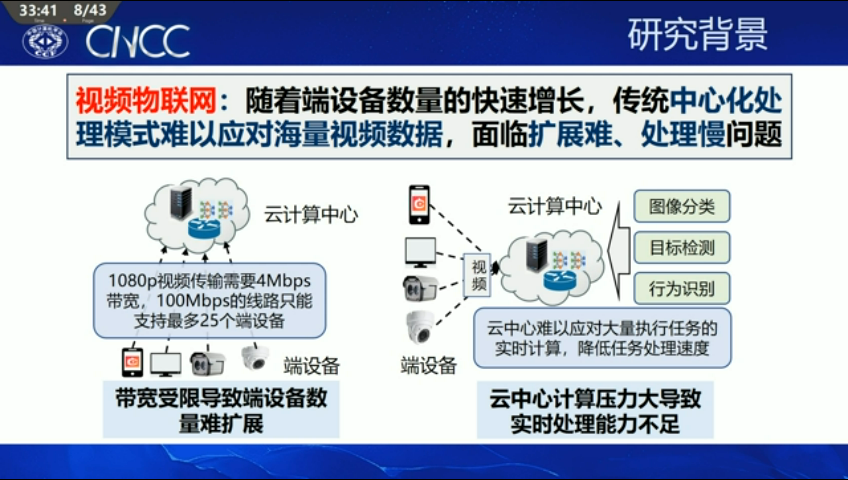 33:41 8/43
Time Page
CCF
CNCC
研究背景
视频物联网：随着端设备数量的快速增长，传统中心化处
理模式难以应对海量视频数据，面临扩展难、处理慢问题
云计算中心
1080p视频传输需要4Mbps
带宽，100Mbps的线路只能
支持最多25个端设备
端设备
带宽受限导致端设备数
量难扩展
云计算中心
视
频
图像分类
目标检测
行为识别
云中心难以应对大量执行任务的
实时计算，降低任务处理速度
端设备
云中心计算压力大导致
实时处理能力不足